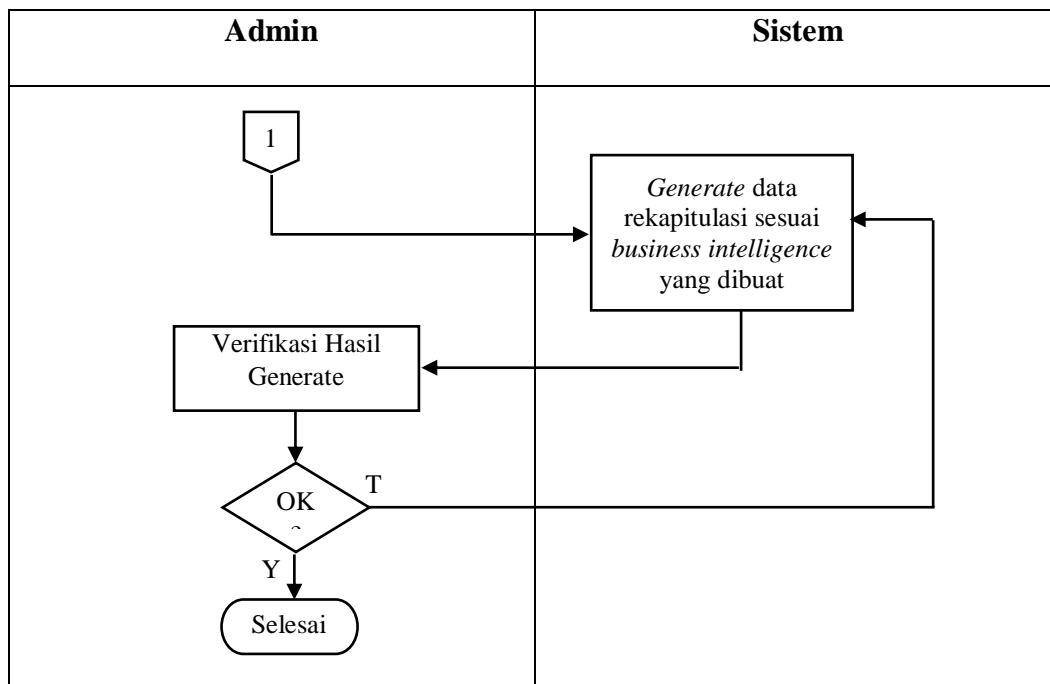 Admin
Sistem
1
Generate data
rekapitulasi sesuai
business intelligence
yang dibuat
Verifikasi Hasil
Generate
OK
T
Y
Selesai